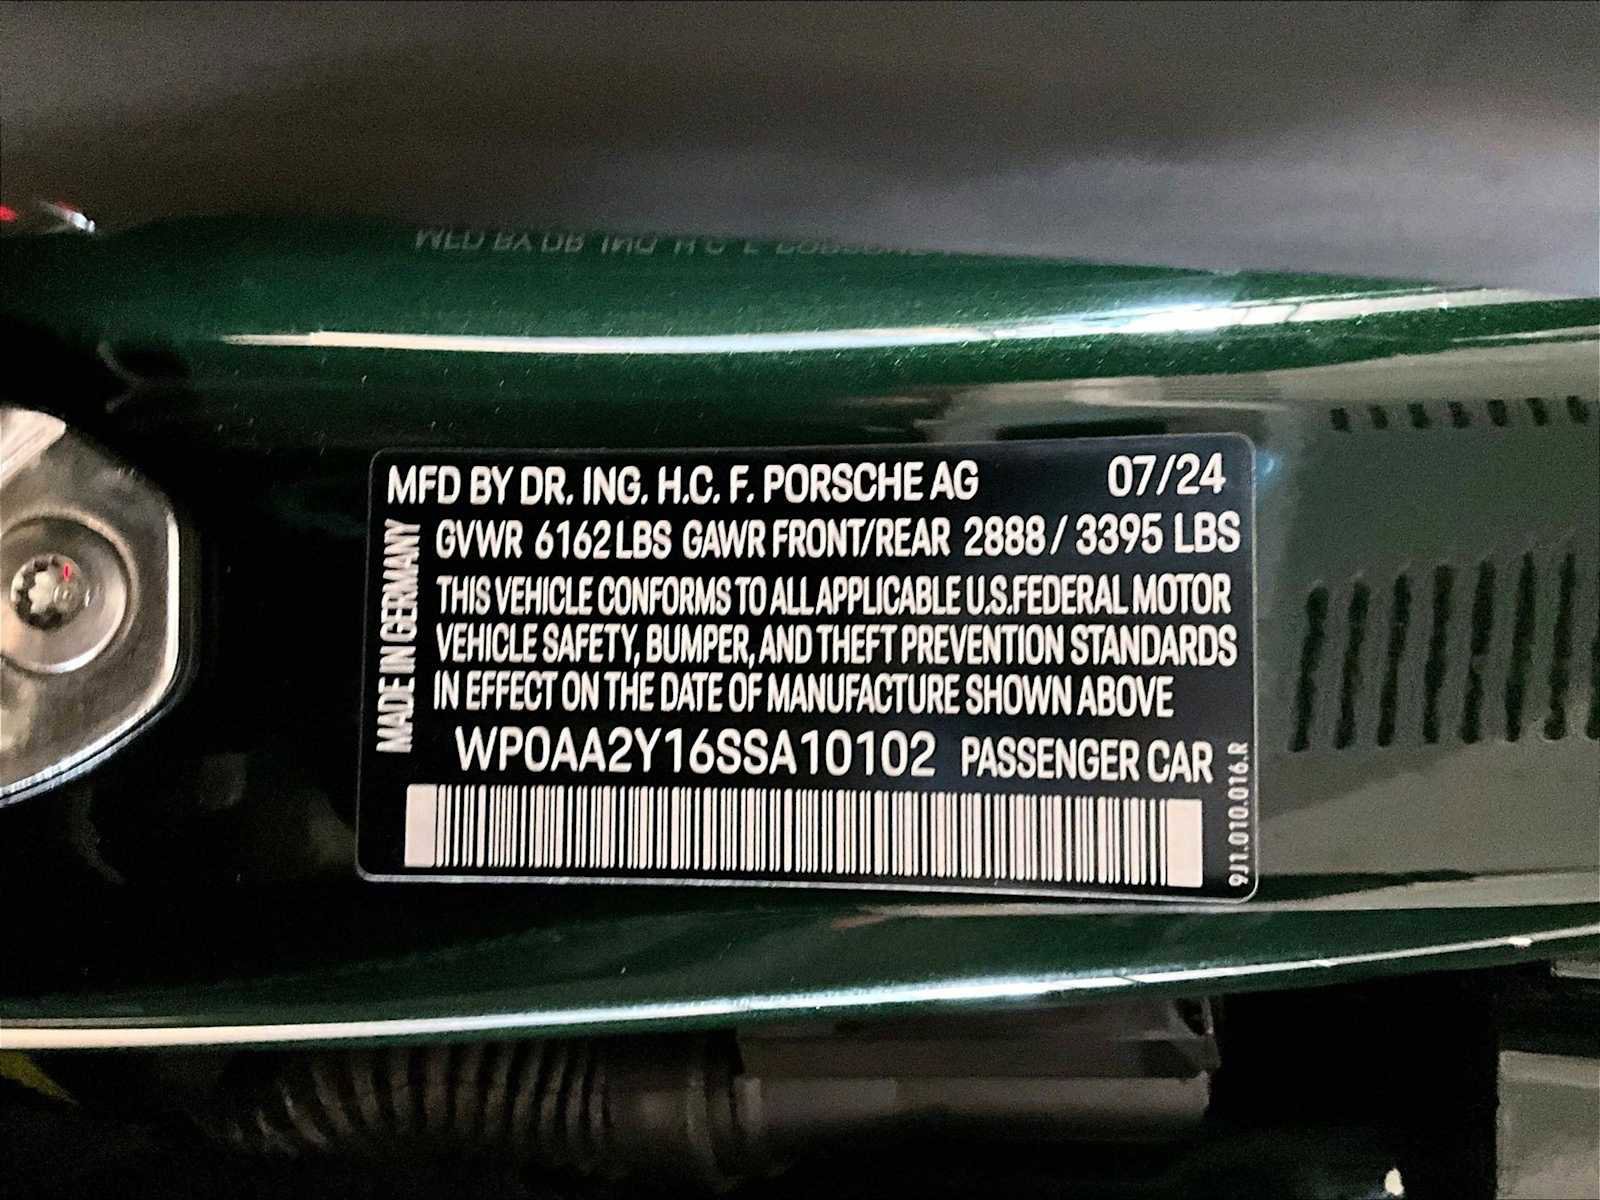 MFD BY DR. ING. H.C. F. PORSCHE AG 07/24
GVWR 6162 LBS GAWR FRONT/REAR 2888 / 3395 LBS
THIS VEHICLE CONFORMS TO ALL APPLICABLE U.S.FEDERAL MOTOR
VEHICLE SAFETY, BUMPER, AND THEFT PREVENTION STANDARDS
IN EFFECT ON THE DATE OF MANUFACTURE SHOWN ABOVE
WP0AA2Y16SSA10102 PASSENGER CAR
MADE IN GERMANY
9J1.010.016.R